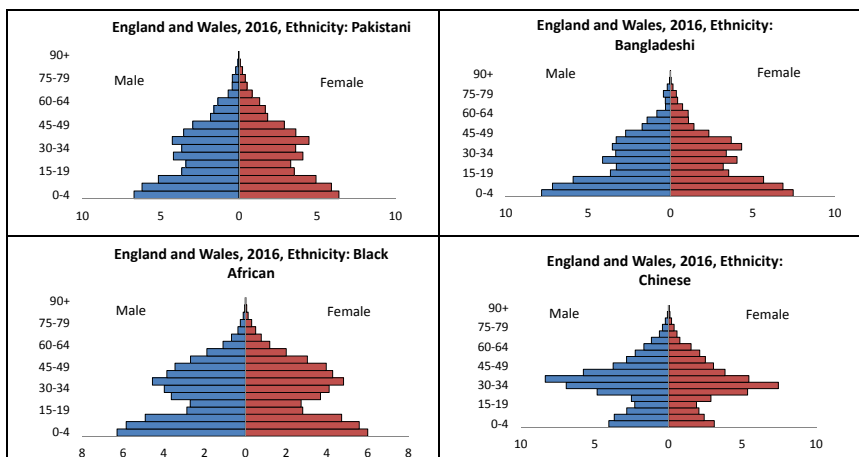 England and Wales, 2016, Ethnicity: Pakistani
90+
75-79
60-64
45-49
30-34
15-19
0-4
Male
Female
10 5 0 5 10
England and Wales, 2016, Ethnicity:
Bangladeshi
90+
75-79
60-64
45-49
30-34
15-19
0-4
Male
Female
10 5 0 5 10
England and Wales, 2016, Ethnicity: Black
African
90+
75-79
60-64
45-49
30-34
15-19
0-4
Male
Female
8 6 4 2 0 2 4 6 8
England and Wales, 2016, Ethnicity:
Chinese
90+
75-79
60-64
45-49
30-34
15-19
0-4
Male
Female
10 5 0 5 10